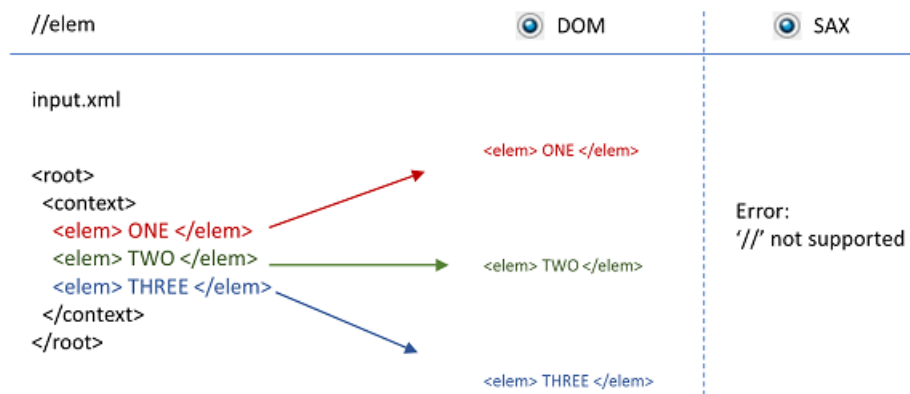 //elem
DOM
SAX
input.xml
<root>
<context>
<elem> ONE </elem>
<elem> TWO </elem>
<elem> THREE </elem>
</context>
</root>
<elem> ONE </elem>
<elem> TWO </elem>
<elem> THREE </elem>
Error:
‘//’ not supported